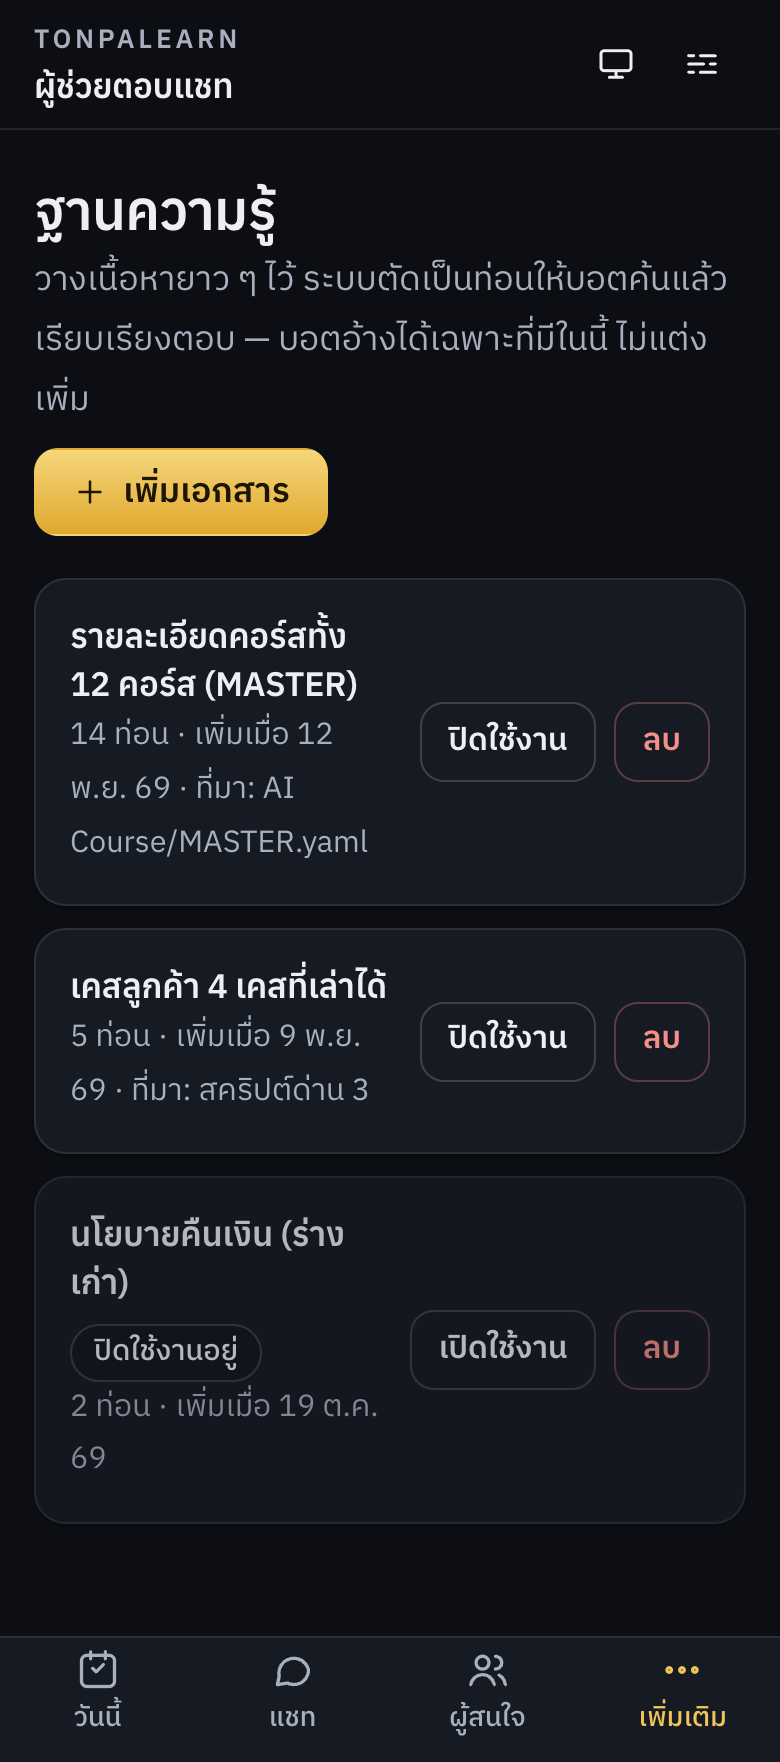 TONPALEARN
ผู้ช่วยตอบแชท
ฐานความรู้
วางเนื้อหายาว ๆ ไว้ ระบบตัดเป็นท่อนให้บอตค้นแล้ว
เรียบเรียงตอบ — บอตอ้างได้เฉพาะที่มีในนี้ ไม่แต่ง
เพิ่ม
เพิ่มเอกสาร
รายละเอียดคอร์สทั้ง
12 คอร์ส (MASTER)
14 ท่อน · เพิ่มเมื่อ 12
พ.ย. 69 · ที่มา: AI
Course/MASTER.yaml
ปิดใช้งาน
ลบ
เคสลูกค้า 4 เคสที่เล่าได้
5 ท่อน · เพิ่มเมื่อ 9 พ.ย.
69 · ที่มา: สคริปต์ด่าน 3
ปิดใช้งาน
ลบ
นโยบายคืนเงิน (ร่าง
เก่า)
ปิดใช้งานอยู่
2 ท่อน · เพิ่มเมื่อ 19 ต.ค.
69
เปิดใช้งาน
ลบ
วันนี้
แชท
ผู้สนใจ
เพิ่มเติม